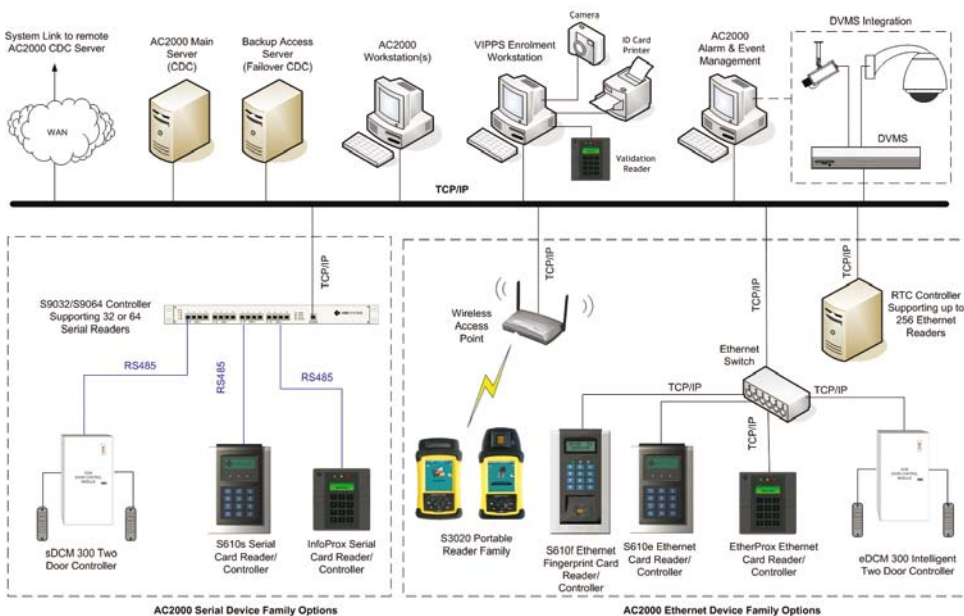 System Link to remote
AC2000 CDC Server
WAN
AC2000 Main
Server
(CDC)
Backup Access
Server
(Failover CDC)
AC2000
Workstation(s)
VIPPS Enrolment
Workstation
Camera
ID Card
Printer
Validation
Reader
AC2000
Alarm & Event
Management
DVMS Integration
DVMS
TCP/IP
TCP/IP
S9032/S9064 Controller
Supporting 32 or 64
Serial Readers
RS485
RS485
RS485
sDCM 300 Two
Door Controller
S610s Serial
Card Reader/
Controller
InfoProx Serial
Card Reader/
Controller
AC2000 Serial Device Family Options
TCP/IP
Wireless
Access
Point
TCP/IP
TCP/IP
RTC Controller
Supporting up to
256 Ethernet
Readers
Ethernet
Switch
TCP/IP
TCP/IP
TCP/IP
S3020 Portable
Reader Family
S610f Ethernet
Fingerprint Card
Reader/
Controller
S610e Ethernet
Card Reader/
Controller
EtherProx Ethernet
Card Reader/
Controller
eDCM 300 Intelligent
Two Door Controller
AC2000 Ethernet Device Family Options